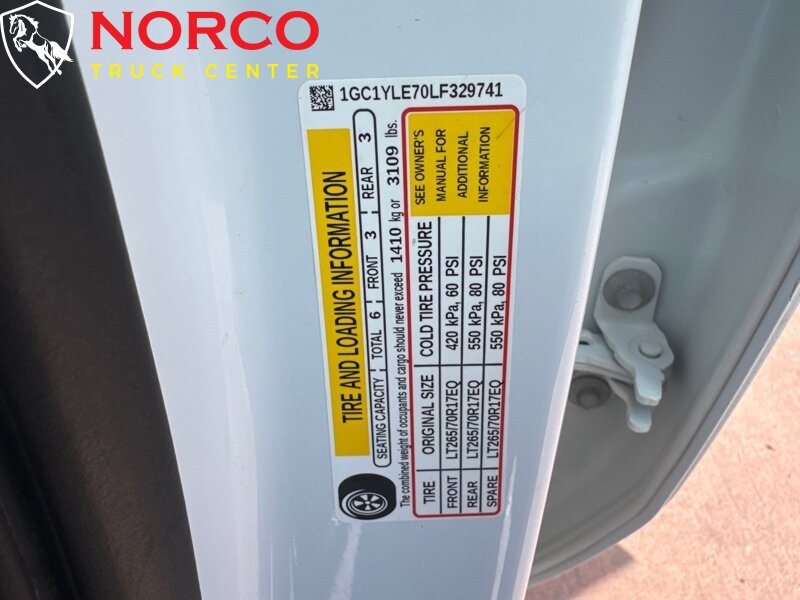 NORCO
TRUCK CENTER
1GC1YLE70LF329741
TIRE AND LOADING INFORMATION
SEATING CAPACITY TOTAL 6 FRONT 3 REAR 3
The combined weight of occupants and cargo should never exceed 1410 kg or 3109 lbs.
TIRE ORIGINAL SIZE COLD TIRE PRESSURE
FRONT LT265/70R17EQ 420 kPa, 60 PSI
REAR LT265/70R17EQ 550 kPa, 80 PSI
SPARE LT265/70R17EQ 550 kPa, 80 PSI
SEE OWNER'S
MANUAL FOR
ADDITIONAL
INFORMATION